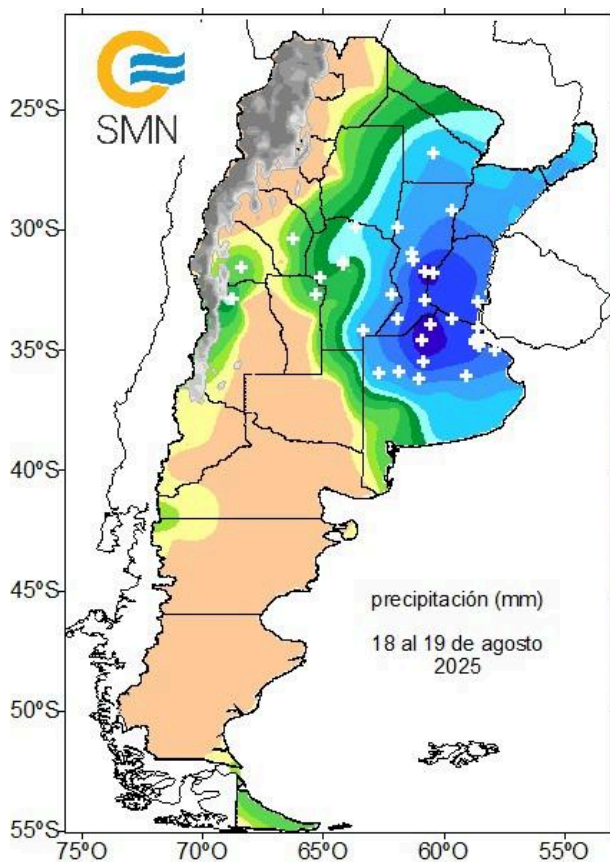 SMN
25ºS
30ºS
35ºS
40ºS
45ºS
50ºS
55ºS
precipitación (mm)
18 al 19 de agosto
2025
75ºO
70ºO
65ºO
60ºO
55ºO